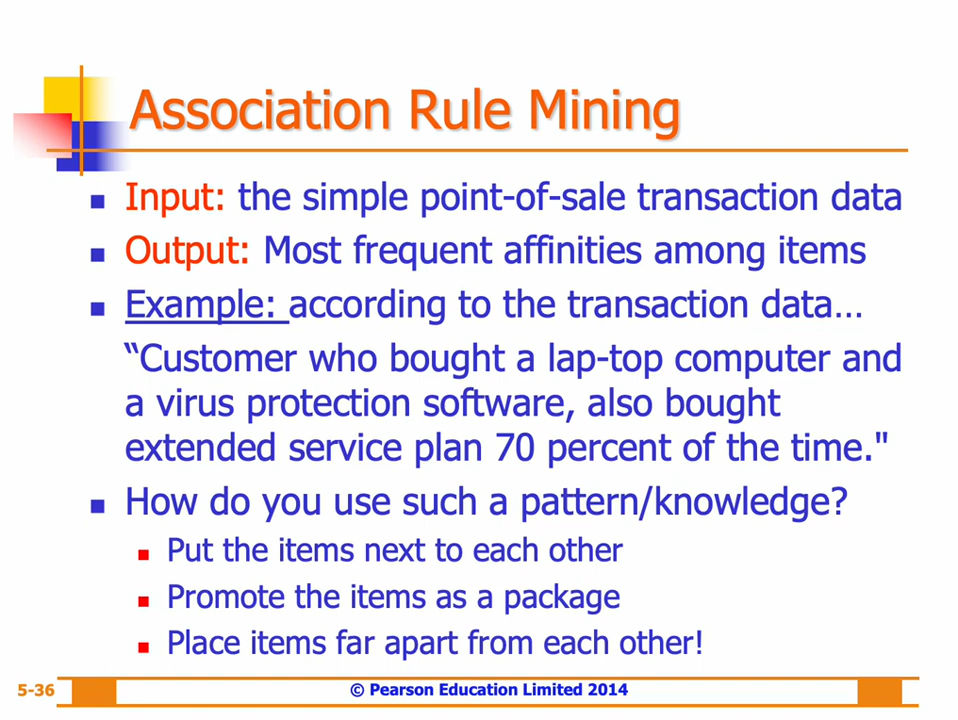 Association Rule Mining
Input: the simple point-of-sale transaction data
Output: Most frequent affinities among items
Example: according to the transaction data…
“Customer who bought a lap-top computer and
a virus protection software, also bought
extended service plan 70 percent of the time."
How do you use such a pattern/knowledge?
Put the items next to each other
Promote the items as a package
Place items far apart from each other!
5-36
© Pearson Education Limited 2014